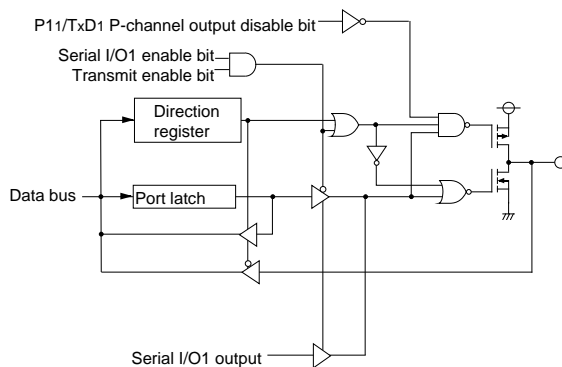 P11/TxD1 P-channel output disable bit
Serial I/O1 enable bit
Transmit enable bit
Direction
register
Data bus
Port latch
Serial I/O1 output